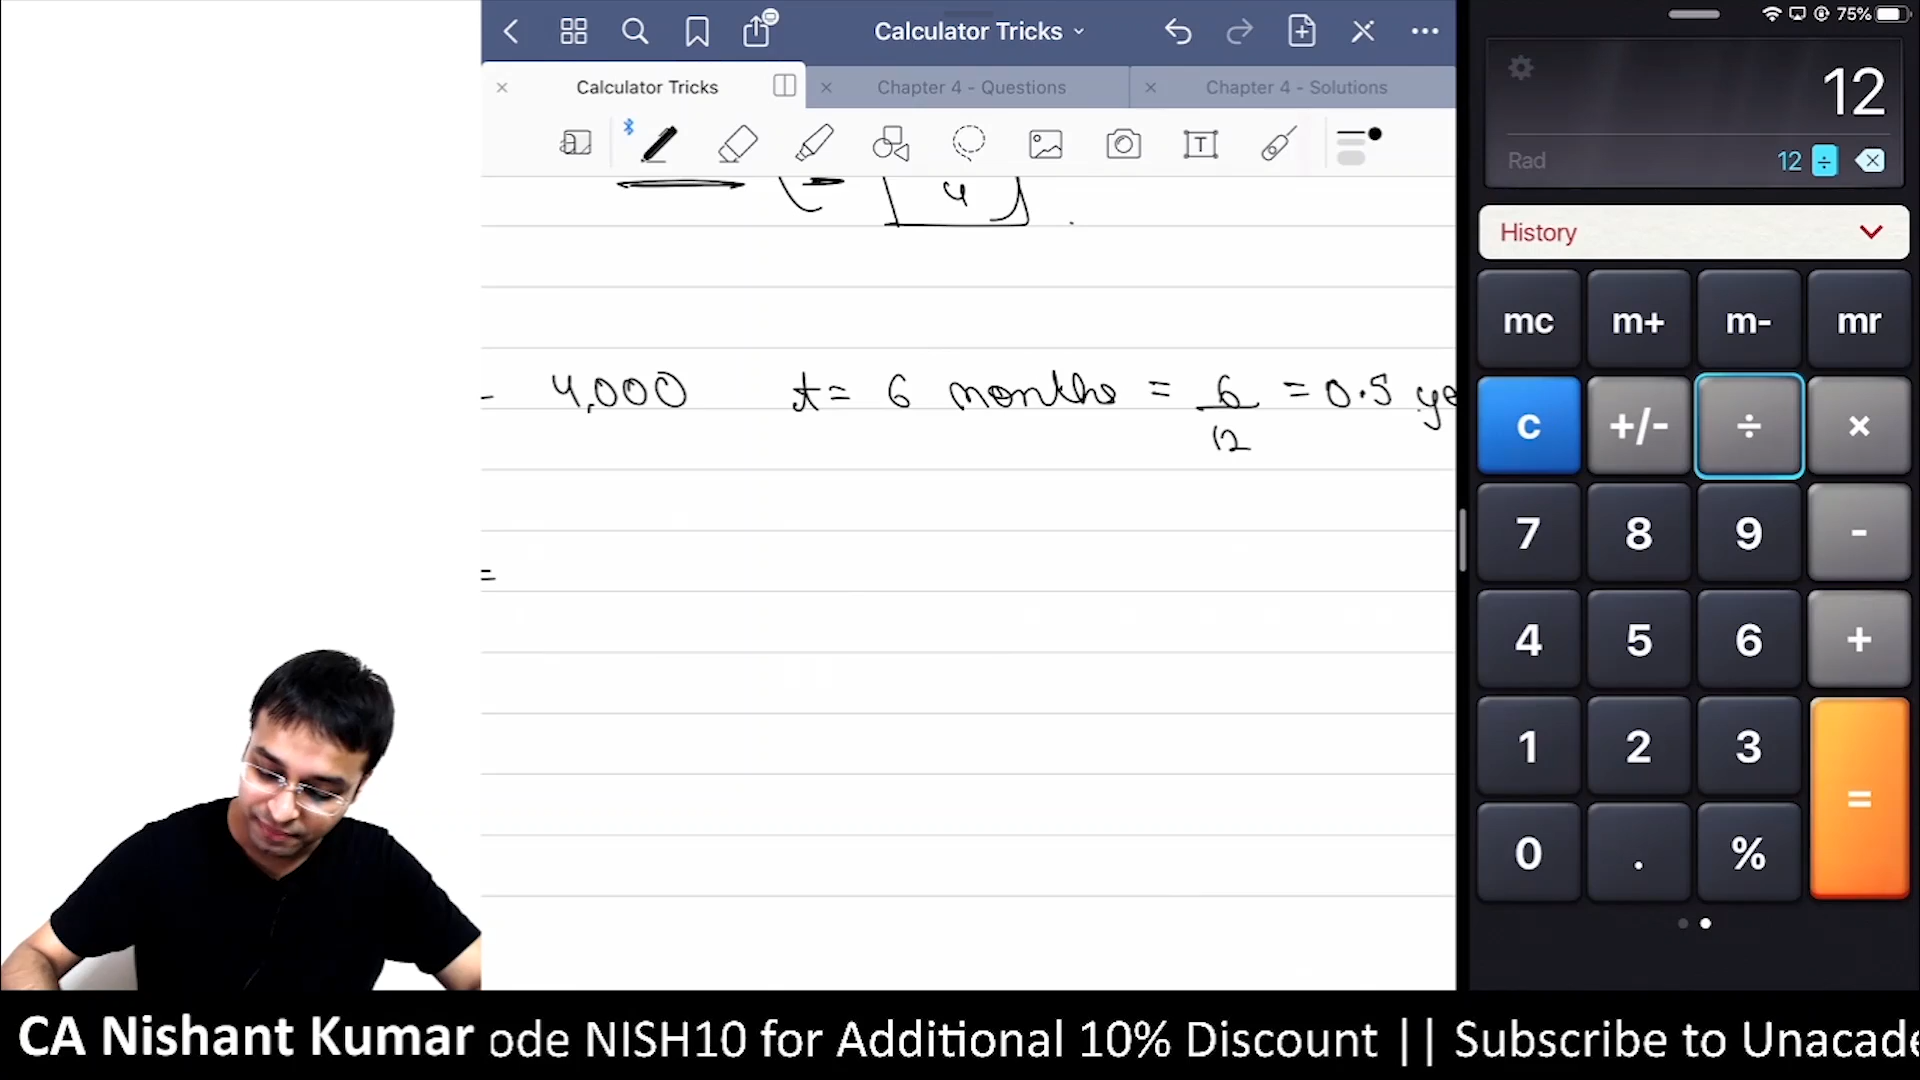 Calculator Tricks
75%
Calculator Tricks
Chapter 4 - Questions
Chapter 4 - Solutions
T
12
Rad
12 ÷
History
4
- 4,000 t = 6 months = 6/12 = 0.5 ye
=
mc m+ m- mr
c +/- ÷ ×
7 8 9 -
4 5 6 +
1 2 3
0 . % =
CA Nishant Kumar ode NISH10 for Additional 10% Discount || Subscribe to Unacade